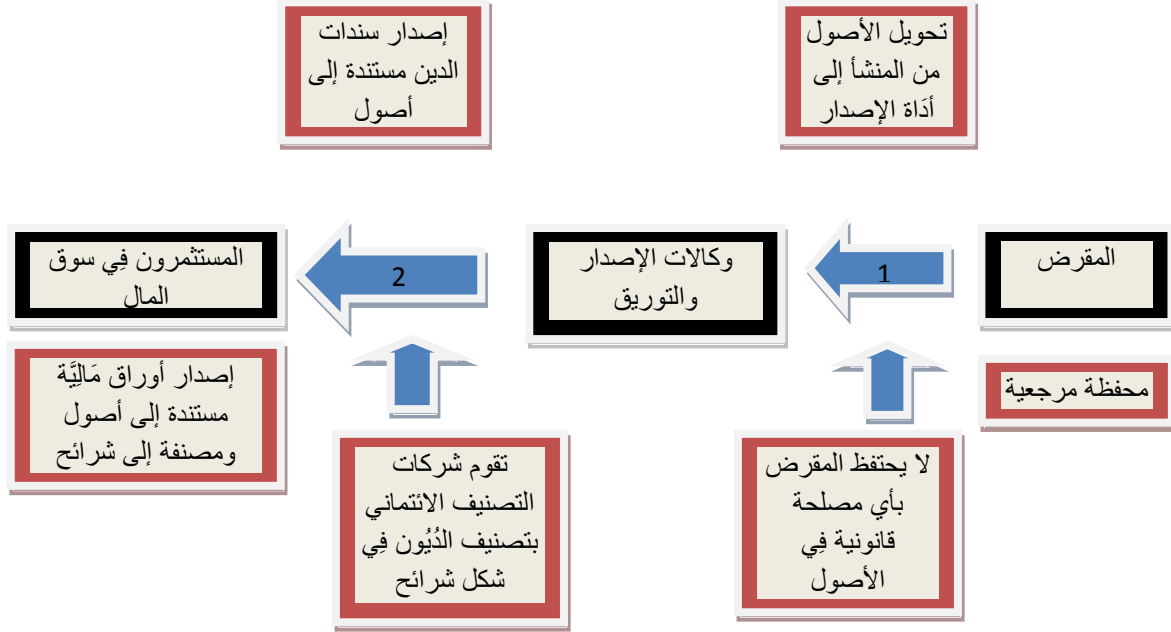 تحويل الأصول
من المنشأ إلى
أدَاة الإصدار
إصدار سندات
الدين مستندة إلى
أصول
المقرض
1
وكالات الإصدار
والتوريق
2
المستثمرون فِي سوق
المال
محفظة مرجعية
إصدار أوراق مَالِيَّة
مستندة إلى أصول
ومصنفة إلى شرائح
لا يحتفظ المقرض
بأي مصلحة
قانونية فِي
الأصول
تقوم شركات
التصنيف الائتماني
بتصنيف الدُيُون فِي
شكل شرائح